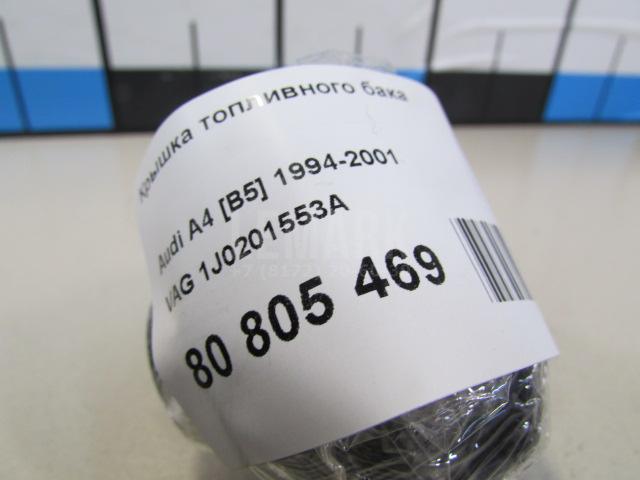 Крышка топливного бака
Audi A4 [B5] 1994-2001
VAG 1J0201553A
80 805 469